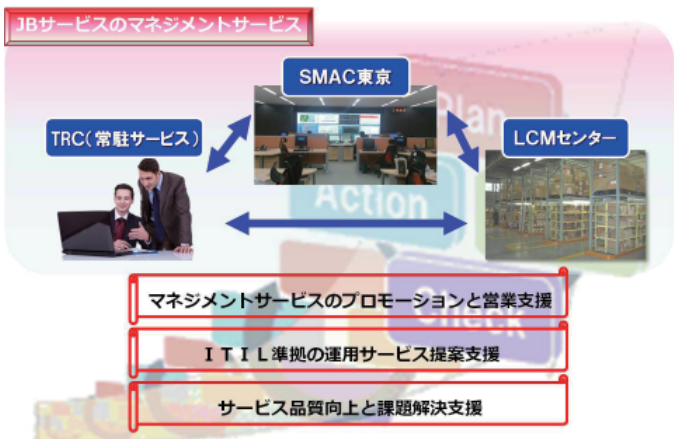 JBサービスのマネジメントサービス
SMAC東京
TRC(常駐サービス)
LCMセンター
Plan
Action
Check
マネジメントサービスのプロモーションと営業支援
ＩＴＩＬ準拠の運用サービス提案支援
サービス品質向上と課題解決支援